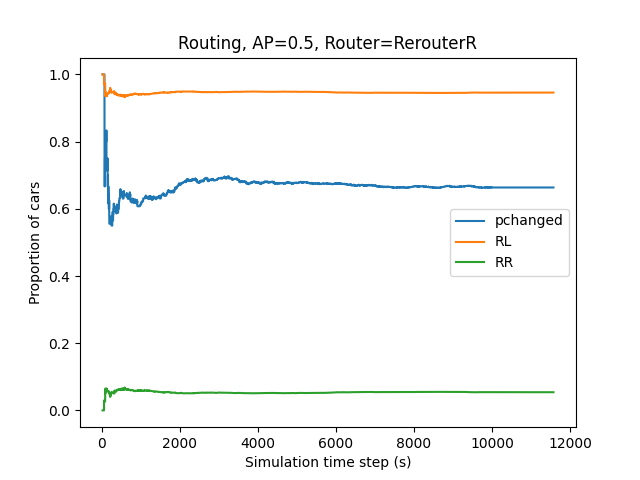 Routing, AP=0.5, Router=RerouterR
Proportion of cars
1.0
0.8
0.6
0.4
0.2
0.0
pchanged
RL
RR
0 2000 4000 6000 8000 10000 12000
Simulation time step (s)